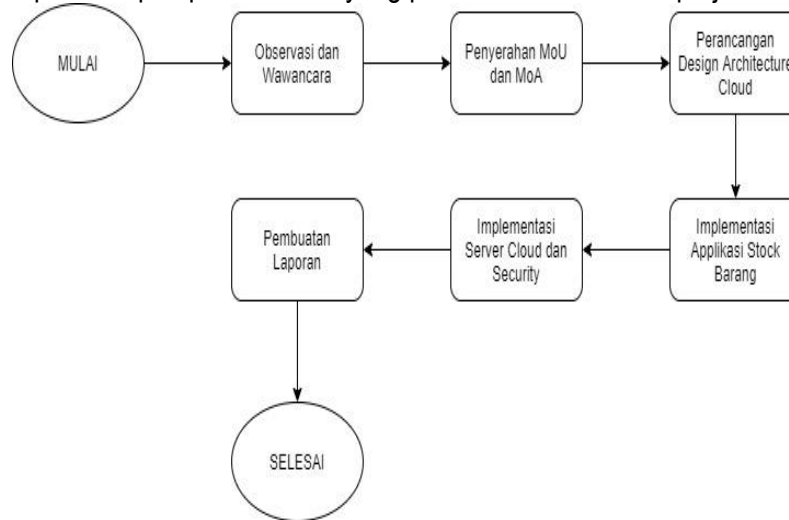 MULAI
Observasi dan
Wawancara
Penyerahan MoU
dan MoA
Perancangan
Design Architecture
Cloud
Implementasi
Applikasi Stock
Barang
Implementasi
Server Cloud dan
Security
Pembuatan
Laporan
SELESAI